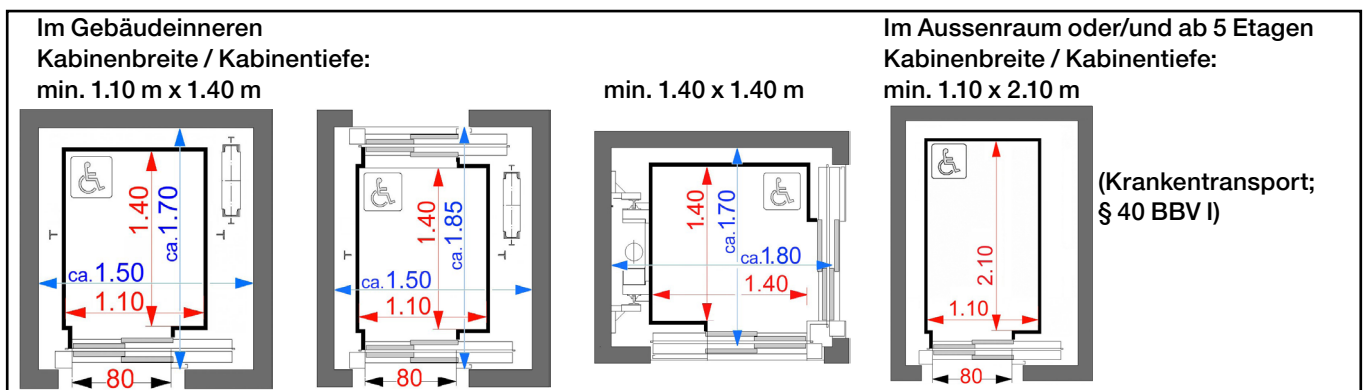 Im Gebäudeinneren
Kabinenbreite / Kabinentiefe:
min. 1.10 m x 1.40 m
min. 1.40 x 1.40 m
Im Aussenraum oder/und ab 5 Etagen
Kabinenbreite / Kabinentiefe:
min. 1.10 x 2.10 m
(Krankentransport;
§ 40 BBV I)
1.40
ca.1.70
ca.1.50
1.10
80
1.40
ca.1.85
ca.1.50
1.10
80
1.40
ca.1.70
ca.1.80
1.40
2.10
1.10
80